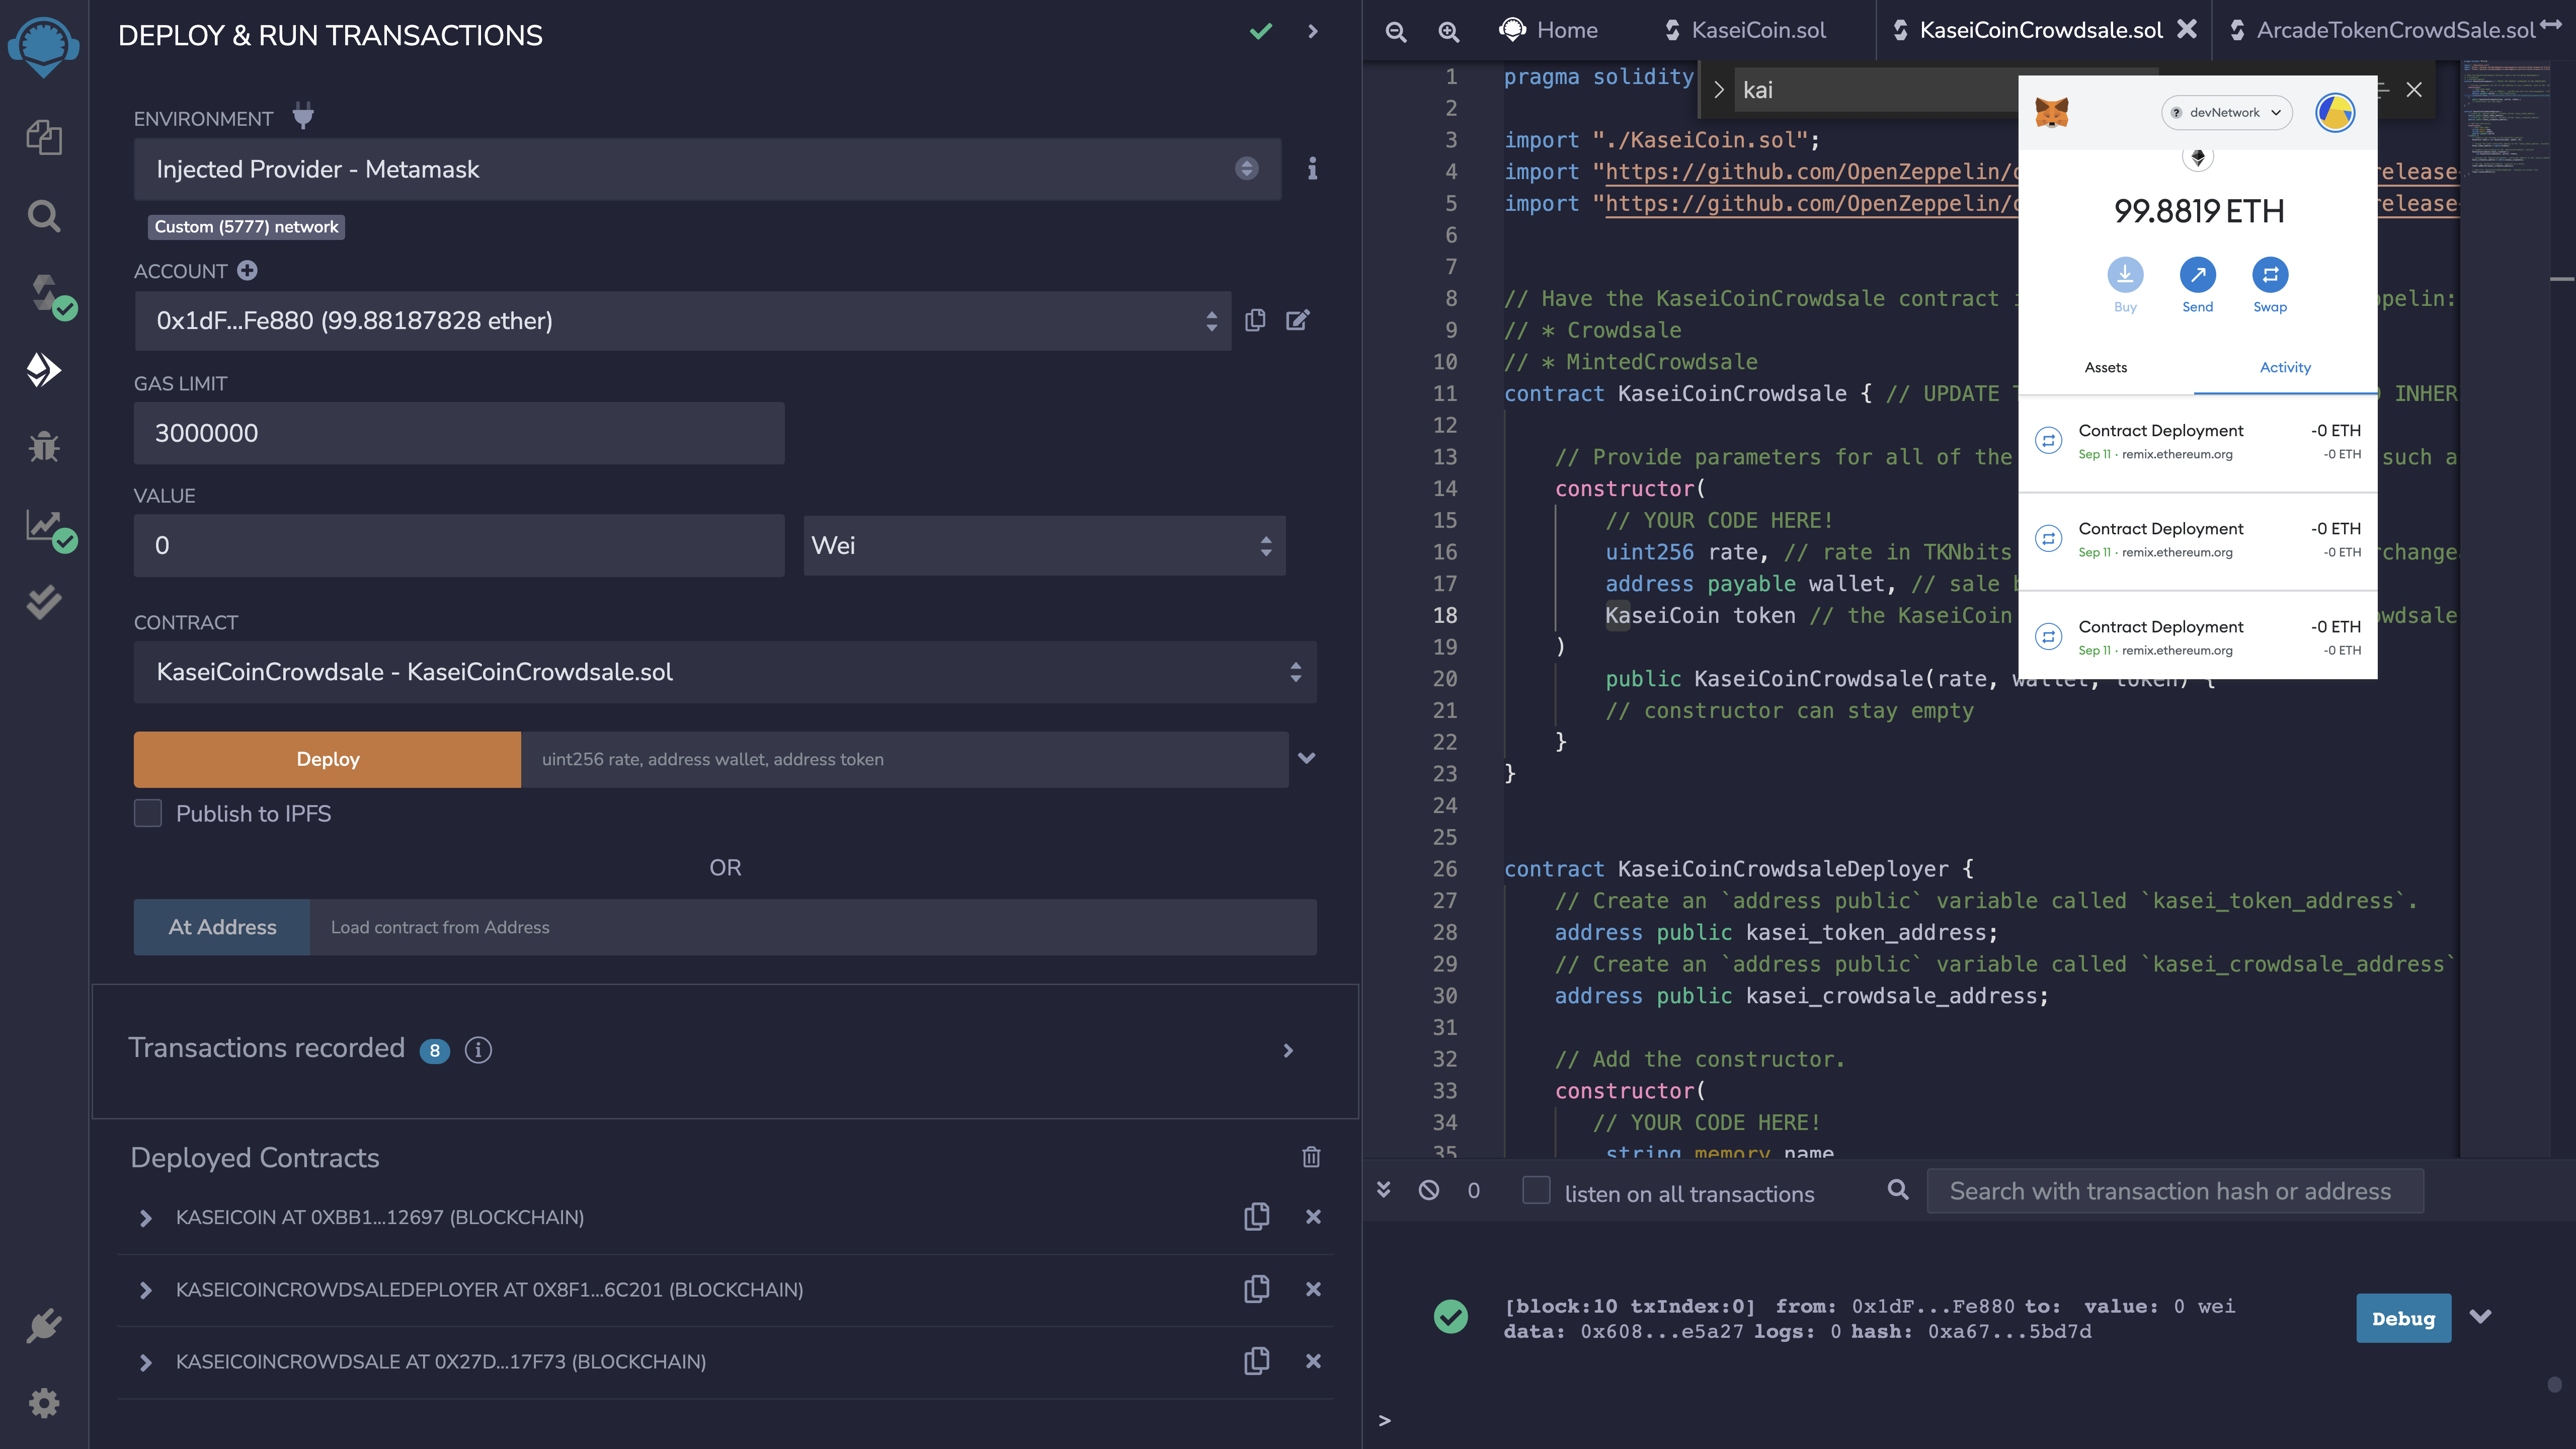 DEPLOY & RUN TRANSACTIONS
ENVIRONMENT
Injected Provider - Metamask
Custom (5777) network
ACCOUNT
0x1dF...Fe880 (99.88187828 ether)
GAS LIMIT
3000000
VALUE
0
Wei
CONTRACT
KaseiCoinCrowdsale - KaseiCoinCrowdsale.sol
Deploy
uint256 rate, address wallet, address token
Publish to IPFS
OR
At Address
Load contract from Address
Transactions recorded 8
Deployed Contracts
KASEICOIN AT 0XBB1...12697 (BLOCKCHAIN)
KASEICOINCROWDSALEDEPLOYER AT 0X8F1...6C201 (BLOCKCHAIN)
KASEICOINCROWDSALE AT 0X27D...17F73 (BLOCKCHAIN)
Home
KaseiCoin.sol
KaseiCoinCrowdsale.sol
ArcadeTokenCrowdSale.sol
kai
1 pragma solidity
2
3 import "./KaseiCoin.sol";
4 import "https://github.com/OpenZeppelin/ release-
5 import "https://github.com/OpenZeppelin/ release-
6
7
8 // Have the KaseiCoinCrowdsale contract ppelin:
9 // * Crowdsale
10 // * MintedCrowdsale
11 contract KaseiCoinCrowdsale { // UPDATE INHER
12
13 // Provide parameters for all of the such a
14 constructor(
15 // YOUR CODE HERE!
16 uint256 rate, // rate in TKNbits change
17 address payable wallet, // sale
18 KaseiCoin token // the KaseiCoin wdsale
19 )
20 public KaseiCoinCrowdsale(rate, wallet, token) {
21 // constructor can stay empty
22 }
23 }
24
25
26 contract KaseiCoinCrowdsaleDeployer {
27 // Create an `address public` variable called `kasei_token_address`.
28 address public kasei_token_address;
29 // Create an `address public` variable called `kasei_crowdsale_address`
30 address public kasei_crowdsale_address;
31
32 // Add the constructor.
33 constructor(
34 // YOUR CODE HERE!
35 string memory name
devNetwork
99.8819 ETH
Buy
Send
Swap
Assets
Activity
Contract Deployment -0 ETH
Sep 11 · remix.ethereum.org -0 ETH
Contract Deployment -0 ETH
Sep 11 · remix.ethereum.org -0 ETH
Contract Deployment -0 ETH
Sep 11 · remix.ethereum.org -0 ETH
0
listen on all transactions
Search with transaction hash or address
[block:10 txIndex:0] from: 0x1dF...Fe880 to: value: 0 wei
data: 0x608...e5a27 logs: 0 hash: 0xa67...5bd7d
Debug
>